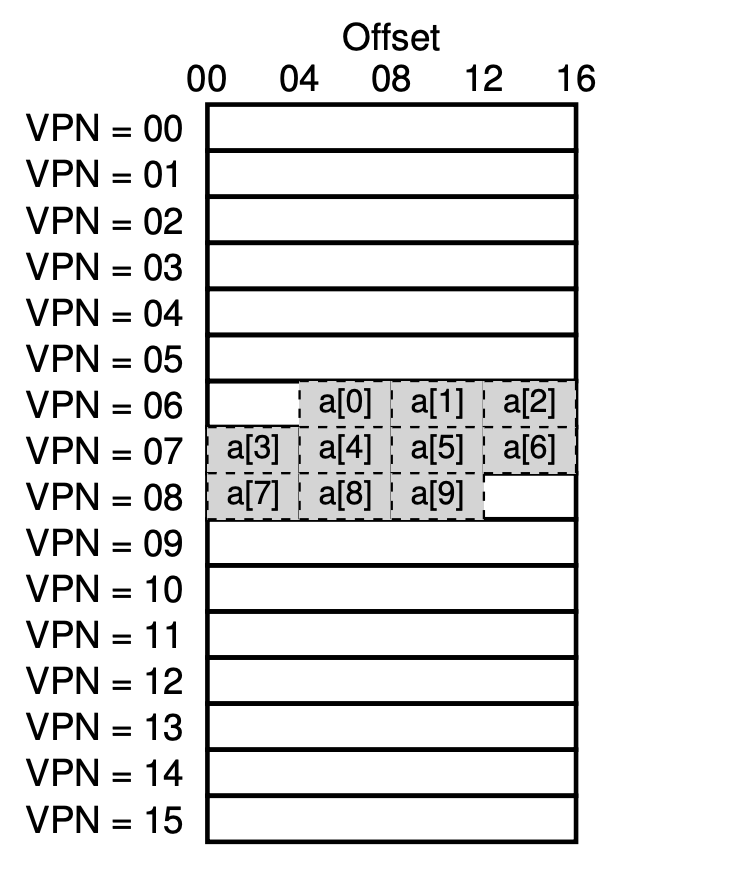 Offset
00 04 08 12 16
VPN = 00
VPN = 01
VPN = 02
VPN = 03
VPN = 04
VPN = 05
VPN = 06 a[0] a[1] a[2]
VPN = 07 a[3] a[4] a[5] a[6]
VPN = 08 a[7] a[8] a[9]
VPN = 09
VPN = 10
VPN = 11
VPN = 12
VPN = 13
VPN = 14
VPN = 15